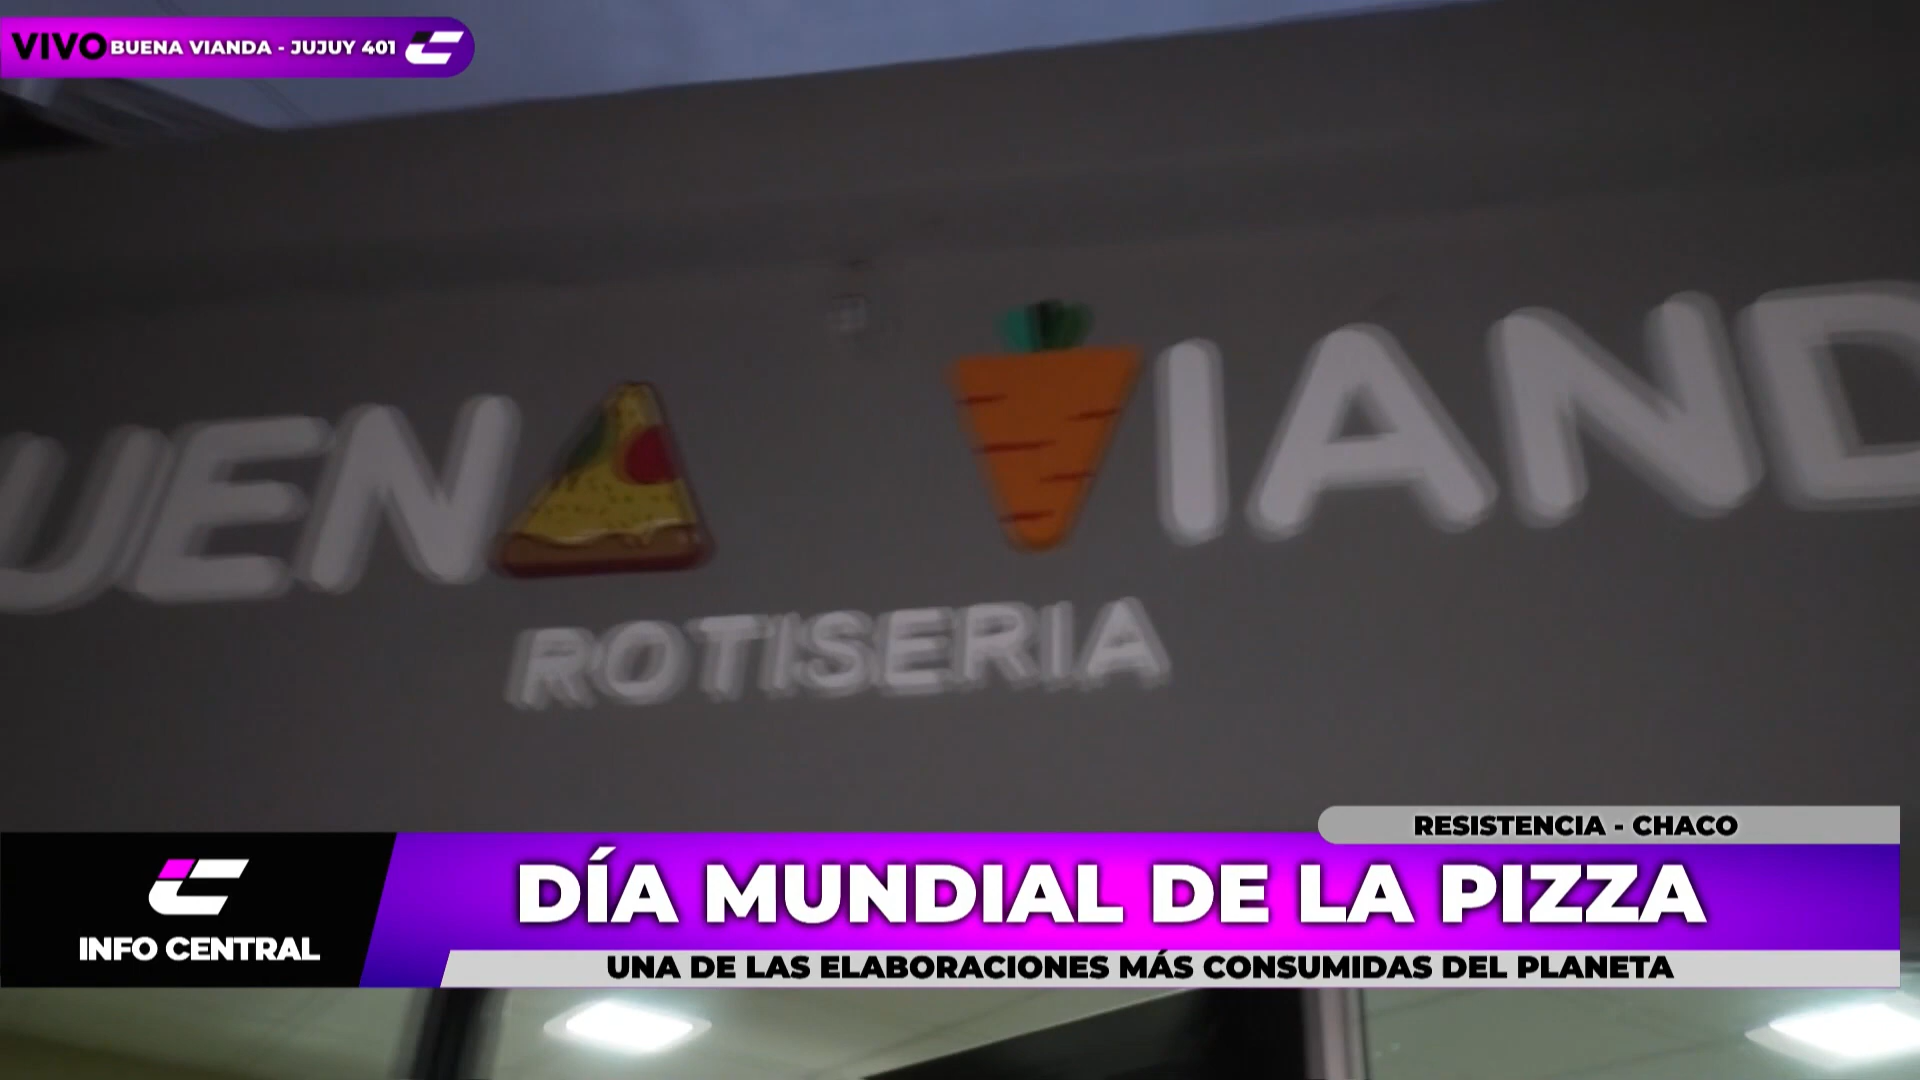 VIVO BUENA VIANDA - JUJUY 401
UEN VIAND
ROTISERIA
RESISTENCIA - CHACO
DÍA MUNDIAL DE LA PIZZA
INFO CENTRAL
UNA DE LAS ELABORACIONES MÁS CONSUMIDAS DEL PLANETA